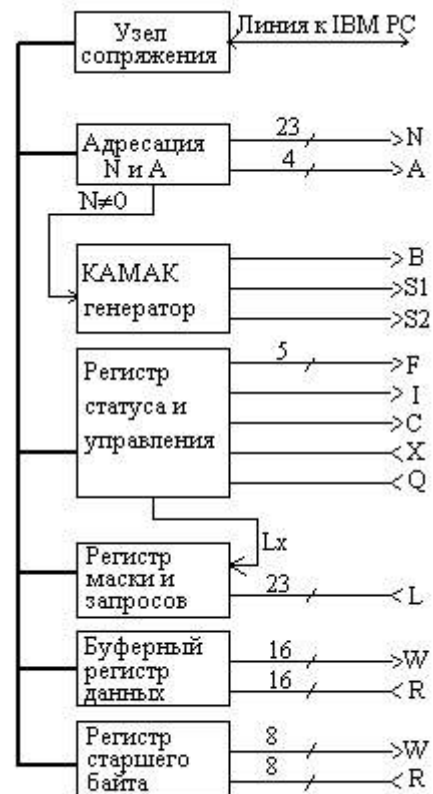 Узел
сопряжения
Линия к IBM PC
Адресация
N и A
23
N
4
A
N≠0
КАМАК
генератор
B
S1
S2
Регистр
статуса и
управления
5
F
I
C
X
Q
Lx
Регистр
маски и
запросов
23
L
Буферный
регистр
данных
16
W
16
R
Регистр
старшего
байта
8
W
8
R